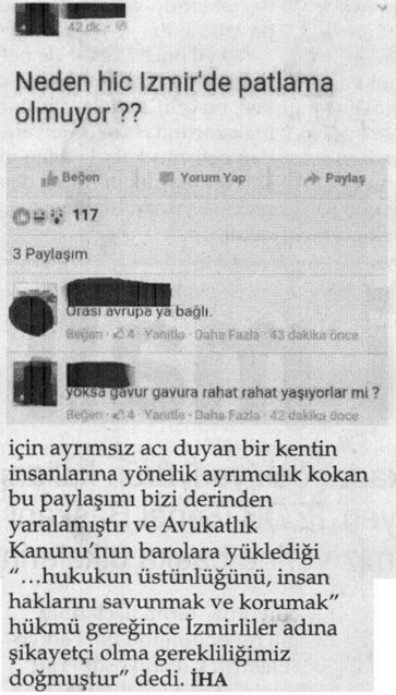 42 dk.
Neden hic Izmir'de patlama
olmuyor ??
Beğen Yorum Yap Paylaş
117
3 Paylaşım
Orası avrupa ya bağlı.
Beğen · 4 · Yanıtla · Daha Fazla · 43 dakika önce
yoksa gavur gavura rahat rahat yaşıyorlar mi ?
Beğen · 4 · Yanıtla · Daha Fazla · 42 dakika önce
için ayrımsız acı duyan bir kentin
insanlarına yönelik ayrımcılık kokan
bu paylaşımı bizi derinden
yaralamıştır ve Avukatlık
Kanunu’nun barolara yüklediği
“…hukukun üstünlüğünü, insan
haklarını savunmak ve korumak”
hükmü gereğince İzmirliler adına
şikayetçi olma gerekliliğimiz
doğmuştur” dedi. İHA